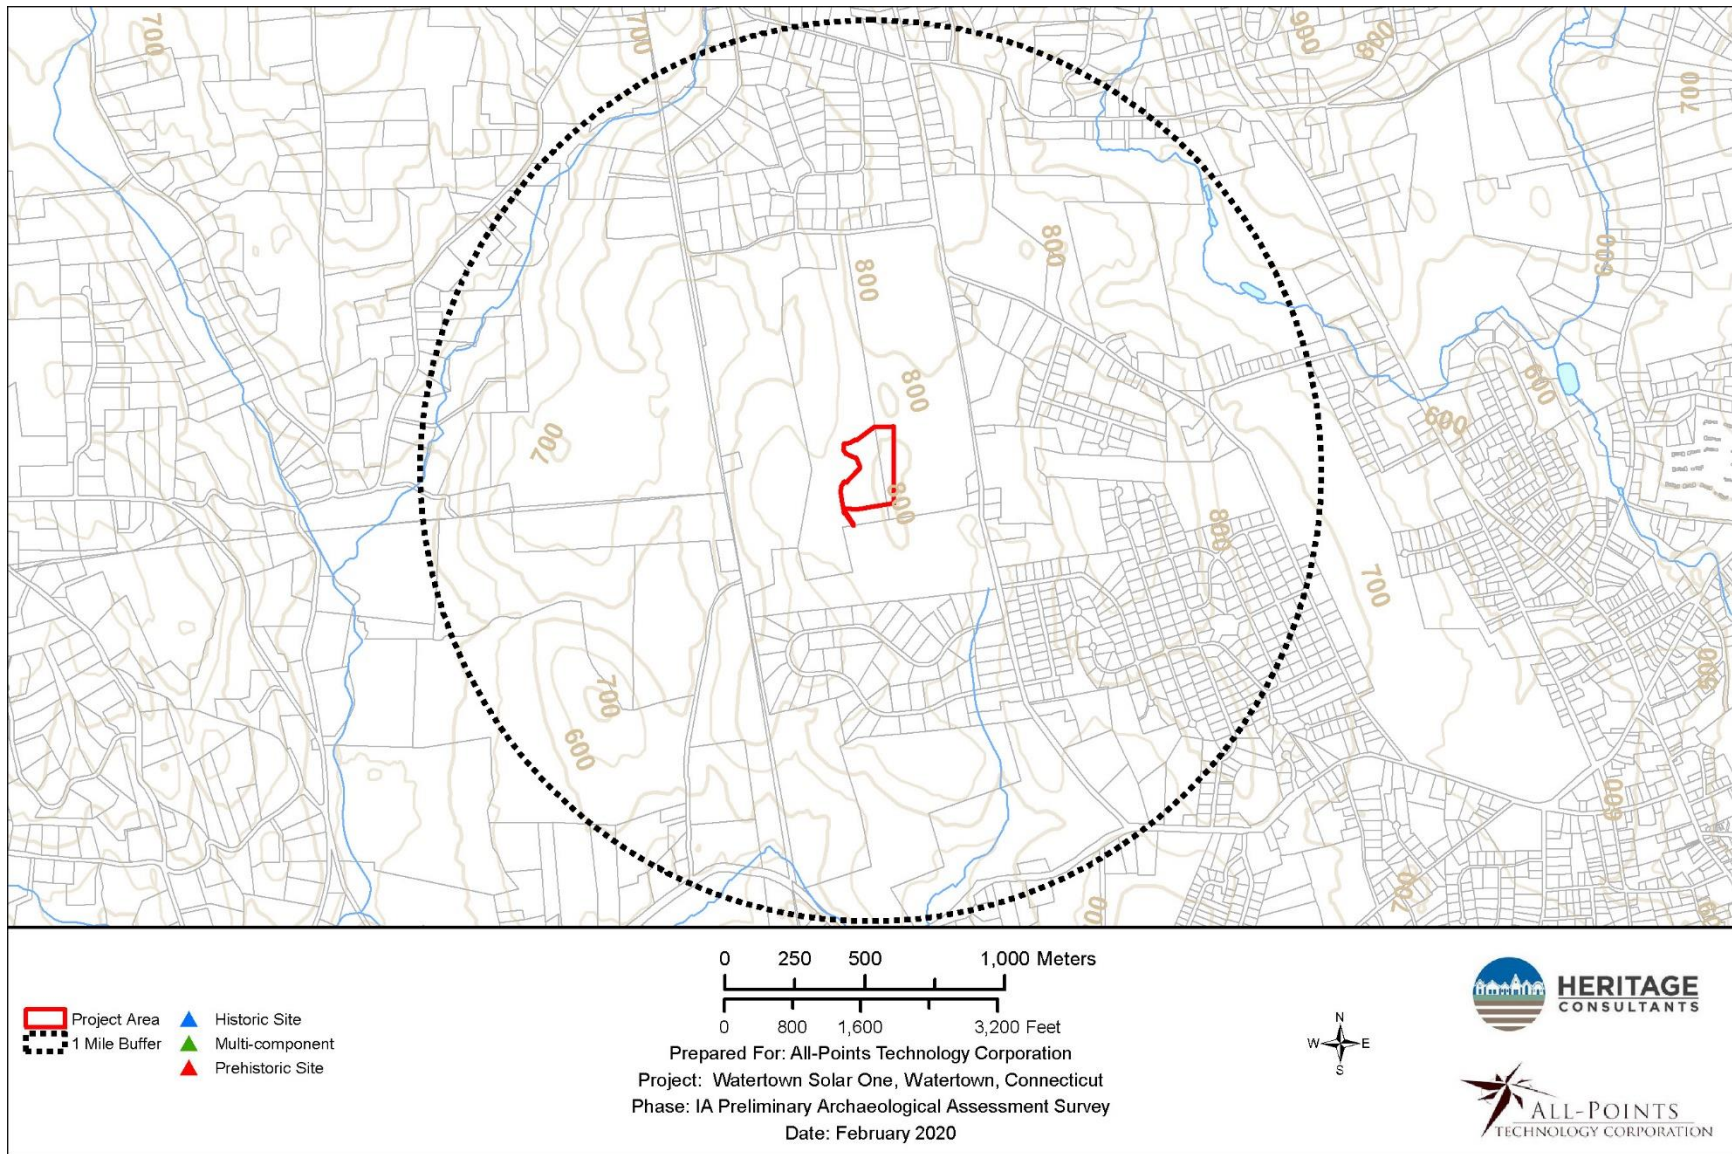 700
700
900
800
700
800
600
800
800
700
600
600
800
800
700
700
600
600
600
700
700
0 250 500 1,000 Meters
0 800 1,600 3,200 Feet
Project Area
1 Mile Buffer
Historic Site
Multi-component
Prehistoric Site
Prepared For: All-Points Technology Corporation
Project: Watertown Solar One, Watertown, Connecticut
Phase: IA Preliminary Archaeological Assessment Survey
Date: February 2020
N
W E
S
HERITAGE
CONSULTANTS
ALL-POINTS
TECHNOLOGY CORPORATION